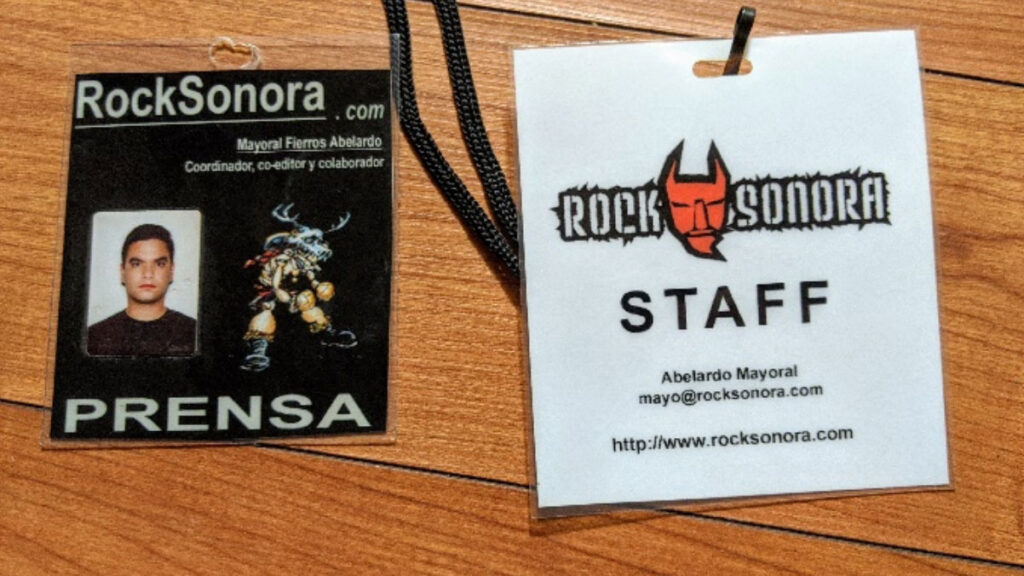 RockSonora .com
Mayoral Fierros Abelardo
Coordinador, co-editor y colaborador
PRENSA
ROCK SONORA
STAFF
Abelardo Mayoral
mayo@rocksonora.com
http://www.rocksonora.com